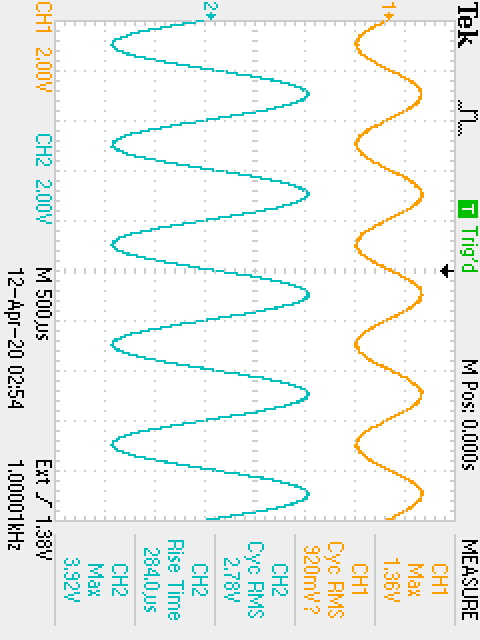 Tek Trig'd M Pos: 0.000s MEASURE
CH1
Max
1.36V
1
CH1
Cyc RMS
920mV?
CH2
Cyc RMS
2.78V
2
CH2
Rise Time
284.0µs
CH2
Max
3.92V
CH1 2.00V CH2 2.00V M 500µs Ext 1.38V
12-Apr-20 02:54 1.00001kHz